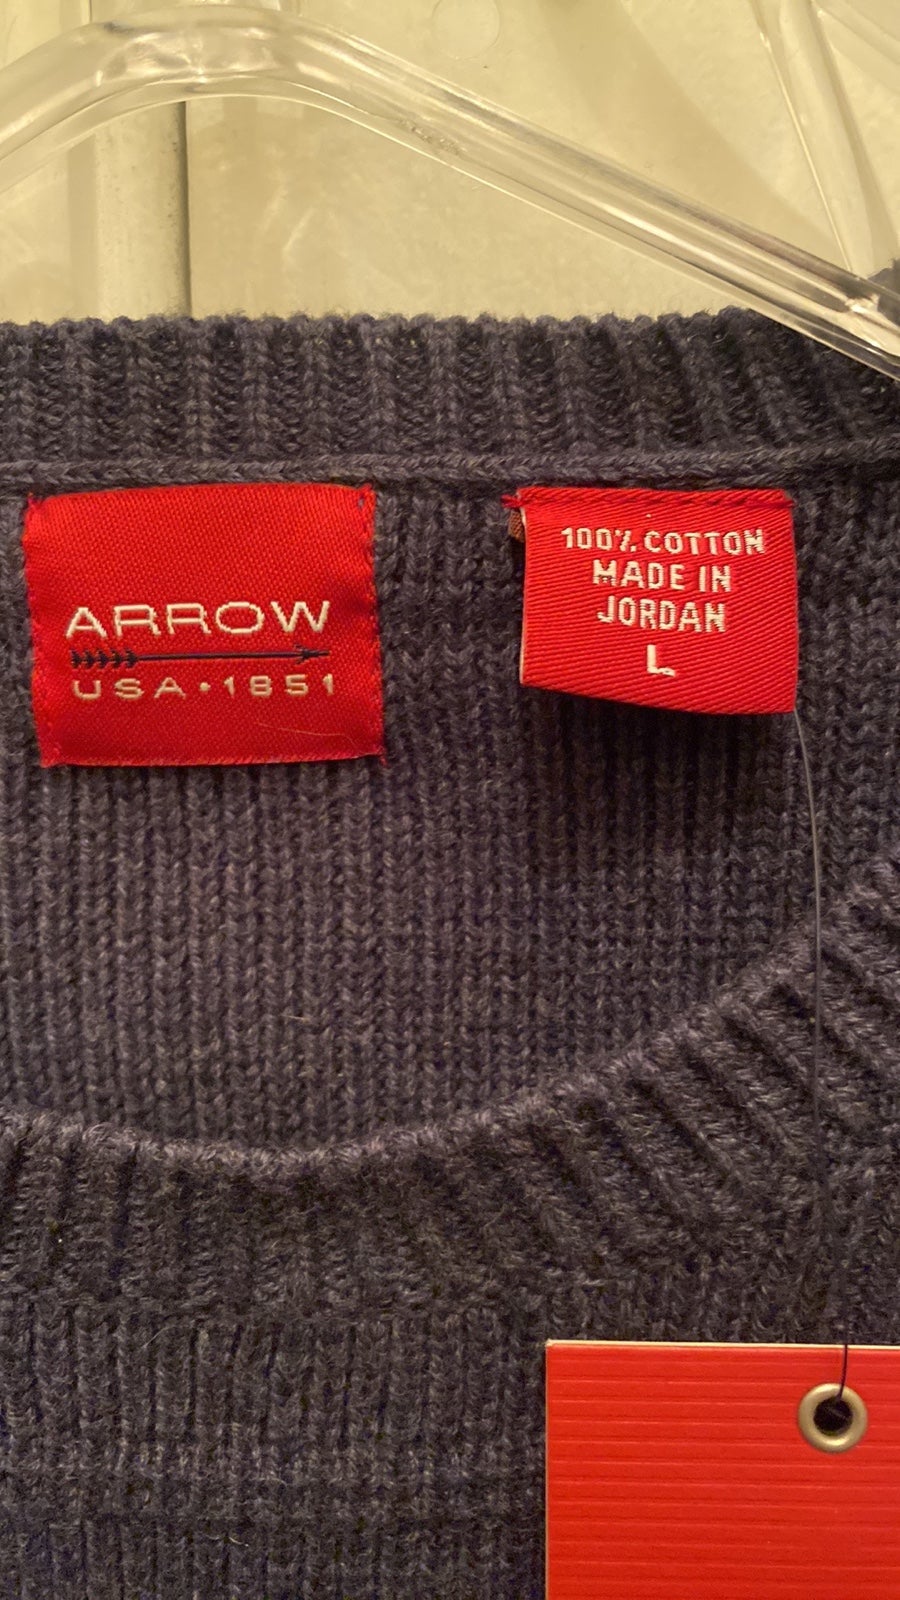 ARROW
USA•1851
100% COTTON
MADE IN
JORDAN
L